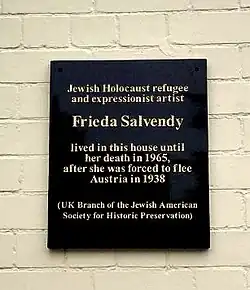 Jewish Holocaust refugee
and expressionist artist
Frieda Salvendy
lived in this house until
her death in 1965,
after she was forced to flee
Austria in 1938
(UK Branch of the Jewish American
Society for Historic Preservation)